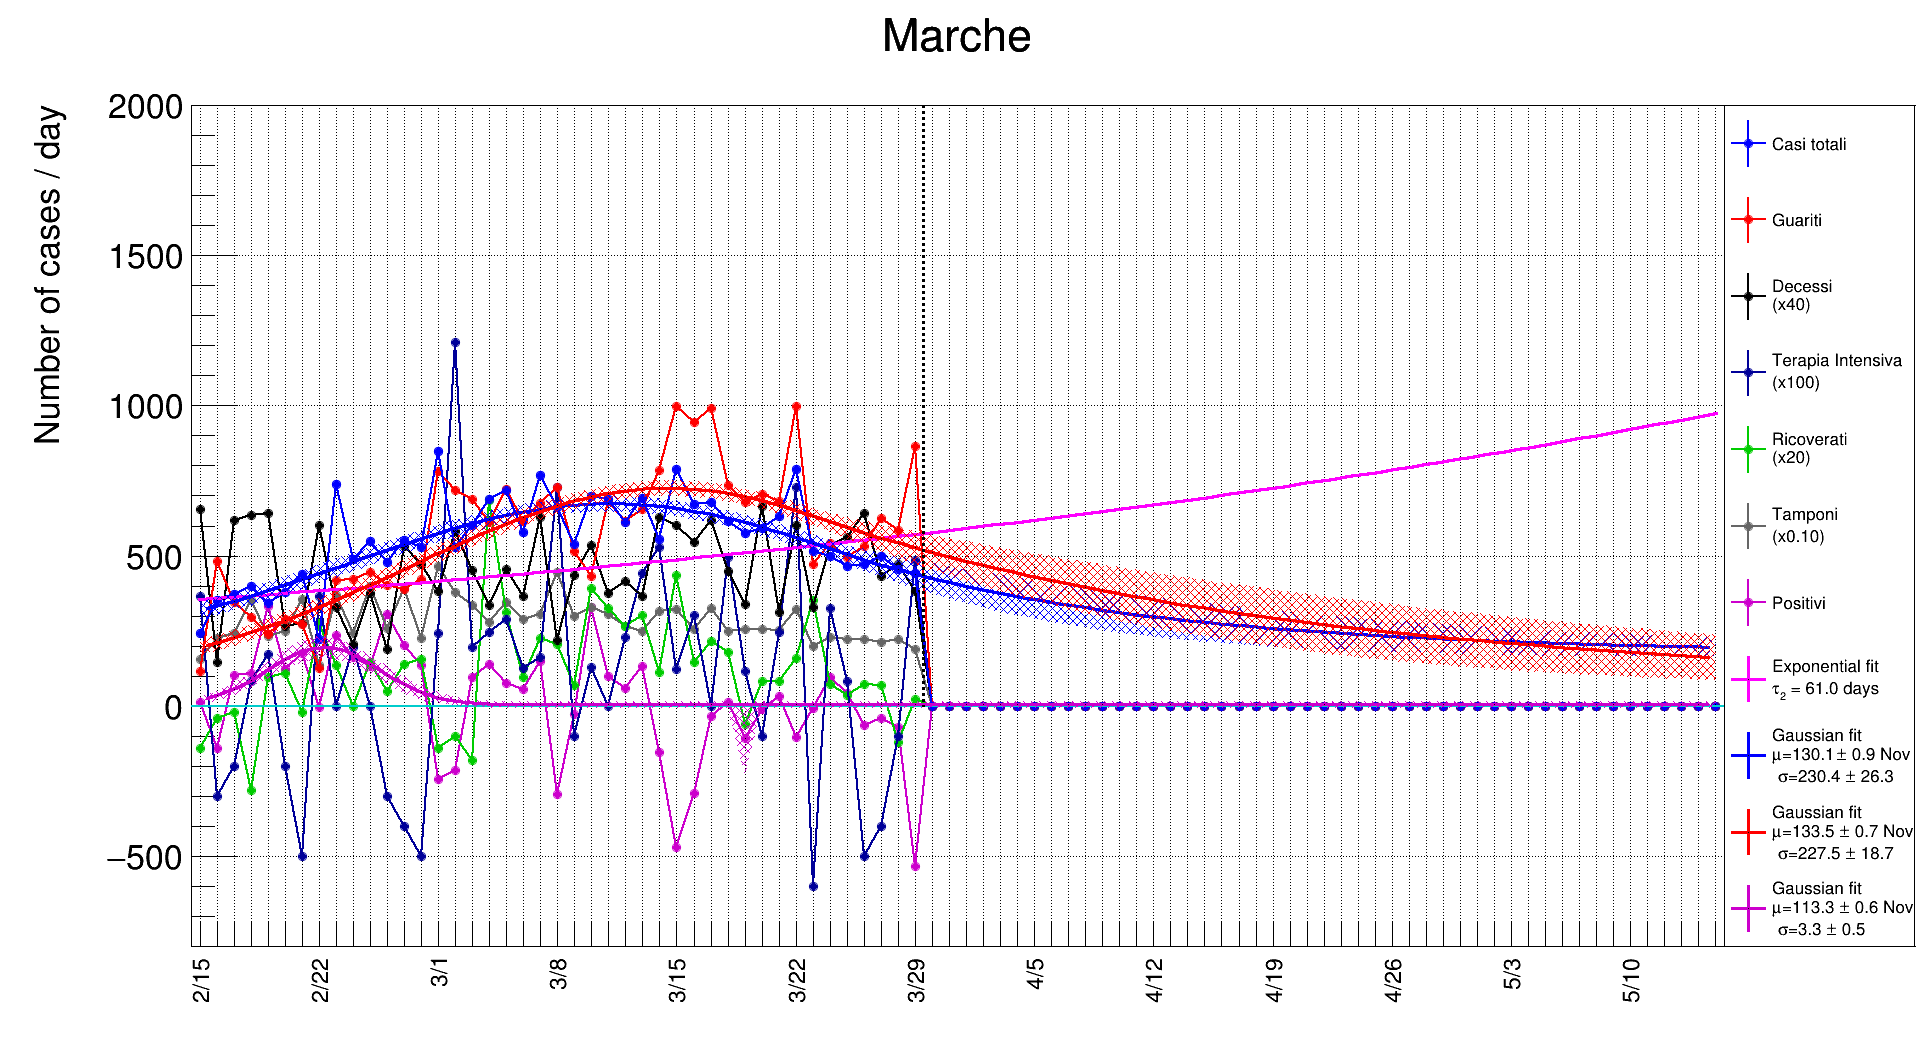 Marche
Number of cases / day
2000
1500
1000
500
0
−500
2/15
2/22
3/1
3/8
3/15
3/22
3/29
4/5
4/12
4/19
4/26
5/3
5/10
Casi totali
Guariti
Decessi
(x40)
Terapia Intensiva
(x100)
Ricoverati
(x20)
Tamponi
(x0.10)
Positivi
Exponential fit
τ2 = 61.0 days
Gaussian fit
μ=130.1 ± 0.9 Nov
σ=230.4 ± 26.3
Gaussian fit
μ=133.5 ± 0.7 Nov
σ=227.5 ± 18.7
Gaussian fit
μ=113.3 ± 0.6 Nov
σ=3.3 ± 0.5